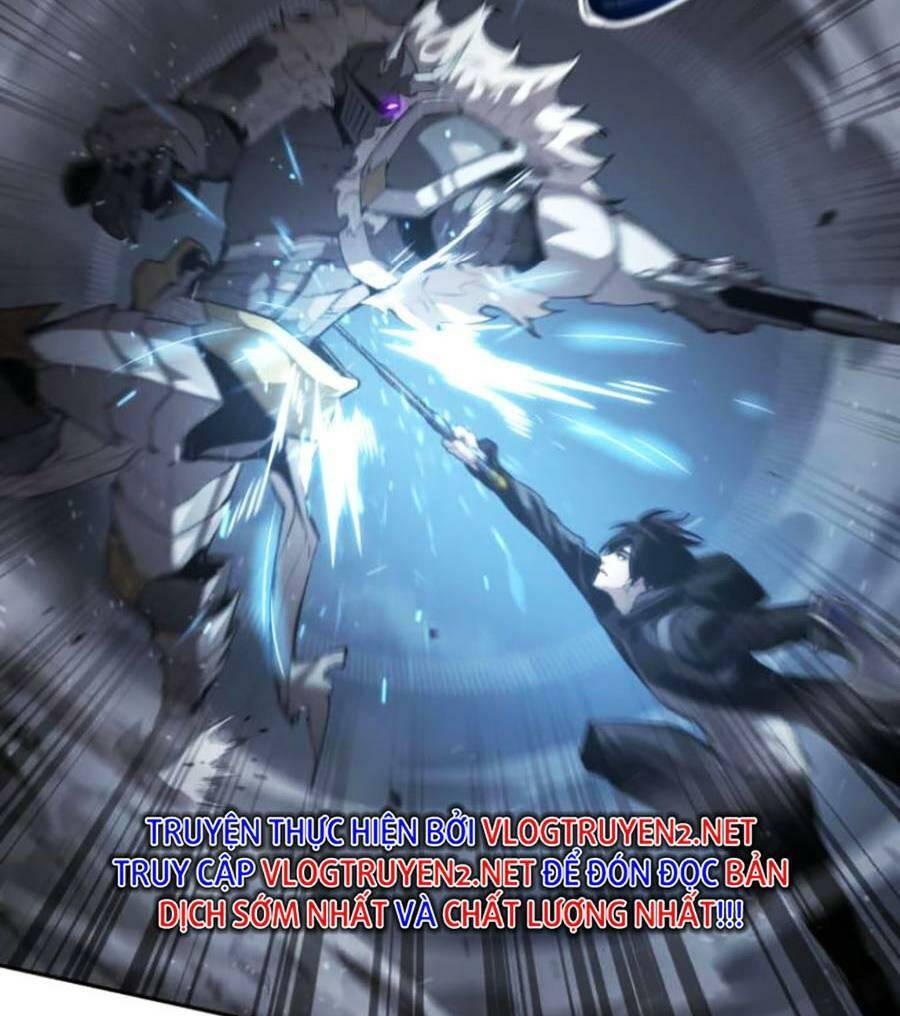 TRUYỆN THỰC HIỆN BỞI VLOGTRUYEN2.NET
TRUY CẬP VLOGTRUYEN2.NET ĐỂ ĐÓN ĐỌC BẢN
DỊCH SỚM NHẤT VÀ CHẤT LƯỢNG NHẤT!!!